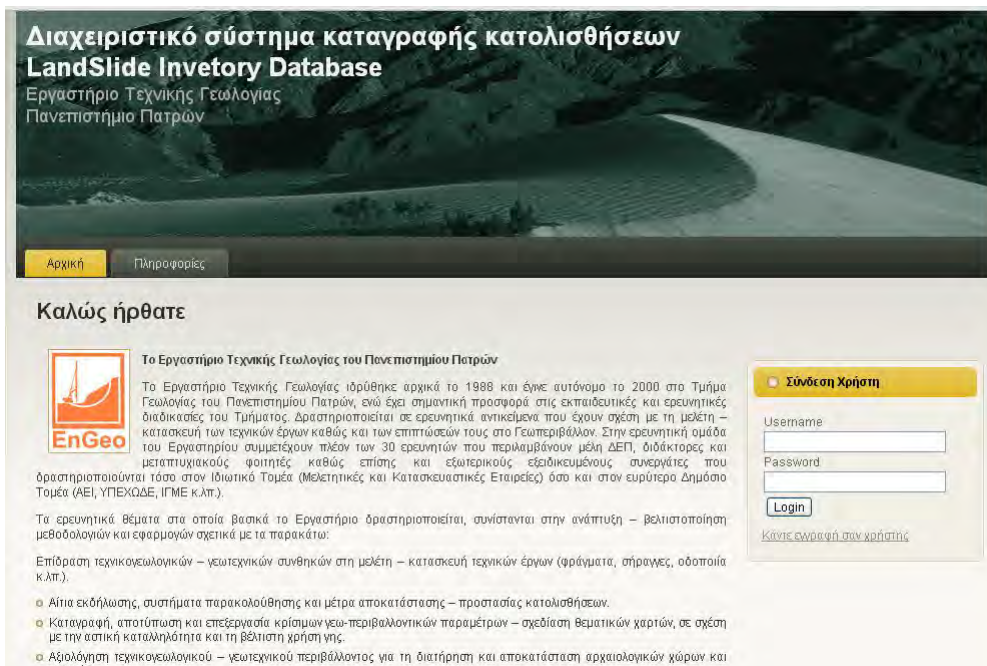 Διαχειριστικό σύστημα καταγραφής κατολισθήσεων
LandSlide Invetory Database
Εργαστήριο Τεχνικής Γεωλογίας
Πανεπιστήμιο Πατρών
Αρχική
Πληροφορίες
Καλώς ήρθατε
EnGeo
Το Εργαστήριο Τεχνικής Γεωλογίας του Πανεπιστημίου Πατρών
Το Εργαστήριο Τεχνικής Γεωλογίας ιδρύθηκε αρχικά το 1988 και έγινε αυτόνομο το 2000 στο Τμήμα
Γεωλογίας του Πανεπιστημίου Πατρών, ενώ έχει σημαντική προσφορά στις εκπαιδευτικές και ερευνητικές
διαδικασίες του Τμήματος. Δραστηριοποιείται σε ερευνητικά αντικείμενα που έχουν σχέση με τη μελέτη –
κατασκευή των τεχνικών έργων καθώς και των επιπτώσεών τους στο Γεωπεριβάλλον. Στην ερευνητική ομάδα
του Εργαστηρίου συμμετέχουν πλέον των 30 ερευνητών που περιλαμβάνουν μέλη ΔΕΠ, διδάκτορες και
μεταπτυχιακούς φοιτητές καθώς επίσης και εξωτερικούς εξειδικευμένους συνεργάτες που
δραστηριοποιούνται τόσο στον Ιδιωτικό Τομέα (Μελετητικές και Κατασκευαστικές Εταιρείες) όσο και στον ευρύτερο Δημόσιο
Τομέα (ΑΕΙ, ΥΠΕΧΩΔΕ, ΙΓΜΕ κ.λπ.).
Τα ερευνητικά θέματα στα οποία βασικά το Εργαστήριο δραστηριοποιείται, συνίστανται στην ανάπτυξη – βελτιστοποίηση
μεθοδολογιών και εφαρμογών σχετικά με τα παρακάτω:
Επίδραση τεχνικογεωλογικών – γεωτεχνικών συνθηκών στη μελέτη – κατασκευή τεχνικών έργων (φράγματα, σήραγγες, οδοποιία
κ.λπ.).
Αίτια εκδήλωσης, συστήματα παρακολούθησης και μέτρα αποκατάστασης – προστασίας κατολισθήσεων.
Καταγραφή, αποτύπωση και επεξεργασία κρίσιμων γεω-περιβαλλοντικών παραμέτρων – σχεδίαση θεματικών χαρτών, σε σχέση
με την αστική καταλληλότητα και τη βέλτιστη χρήση γης.
Αξιολόγηση τεχνικογεωλογικού – γεωτεχνικού περιβάλλοντος για τη διατήρηση και αποκατάσταση αρχαιολογικών χώρων και
Σύνδεση Χρήστη
Username
Password
Login
Κάντε εγγραφή σαν χρήστης